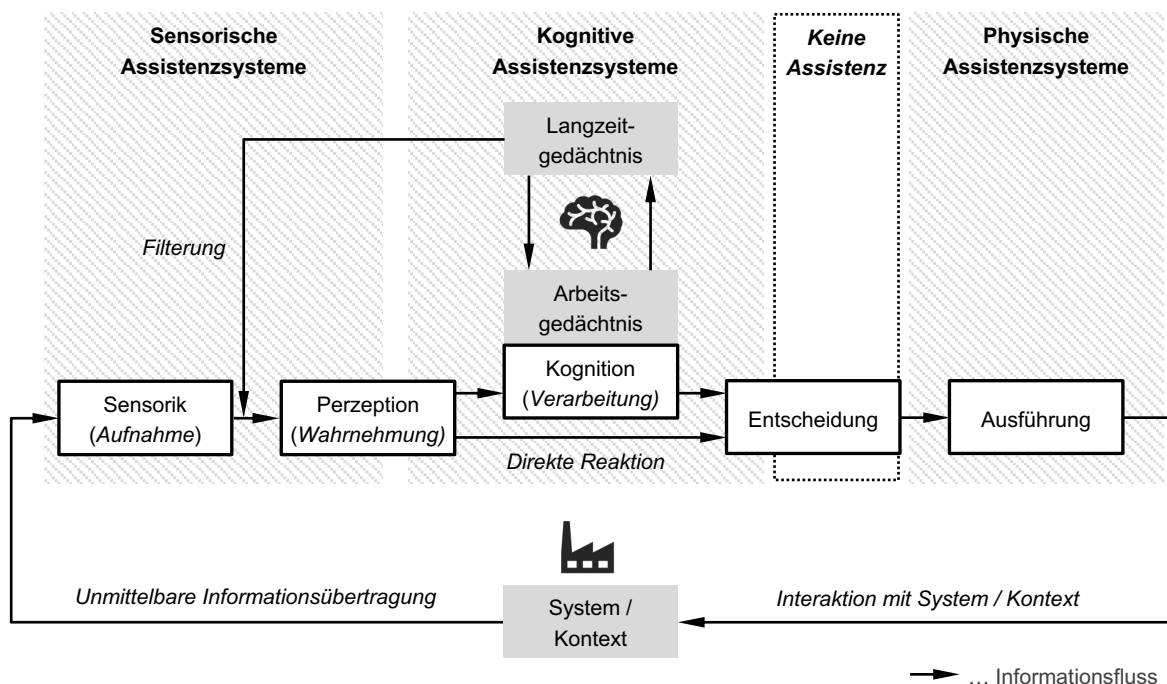 Sensorische
Assistenzsysteme
Kognitive
Assistenzsysteme
Keine
Assistenz
Physische
Assistenzsysteme
Langzeit-
gedächtnis
Filterung
Arbeits-
gedächtnis
Sensorik
(Aufnahme)
Perzeption
(Wahrnehmung)
Kognition
(Verarbeitung)
Entscheidung
Ausführung
Direkte Reaktion
Unmittelbare Informationsübertragung
System /
Kontext
Interaktion mit System / Kontext
… Informationsfluss